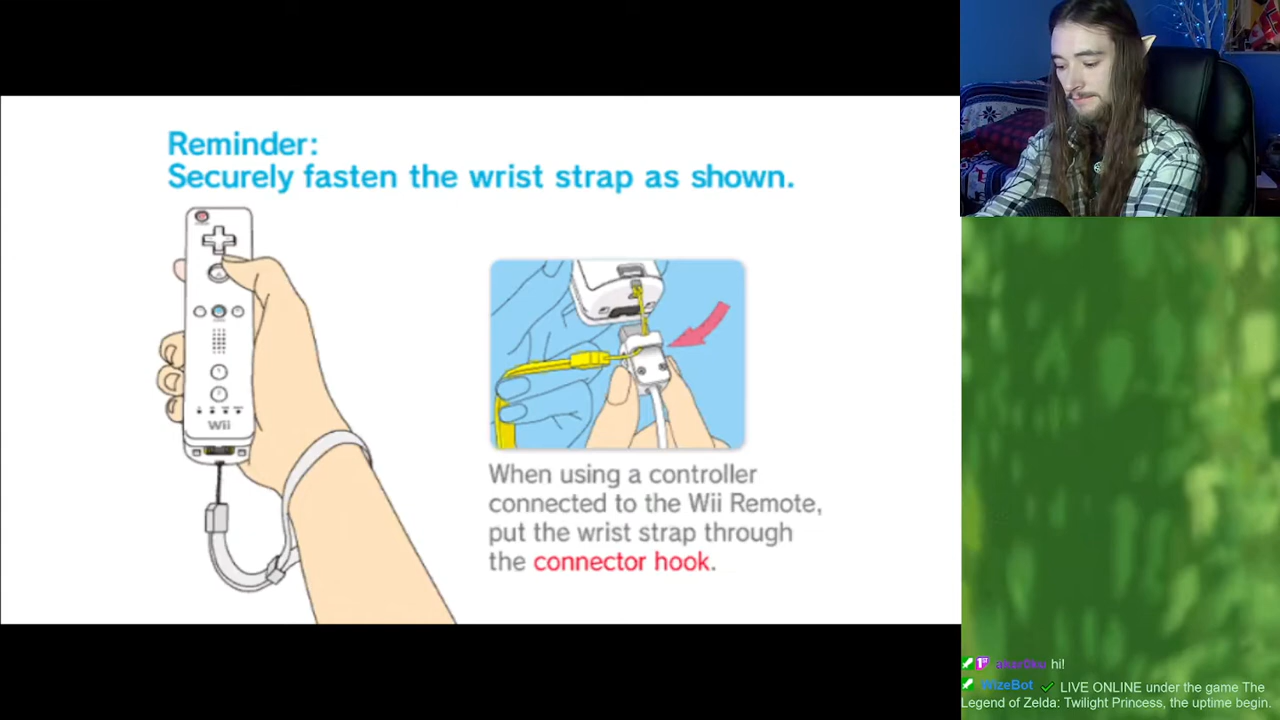 Reminder:
Securely fasten the wrist strap as shown.
Wii
When using a controller
connected to the Wii Remote,
put the wrist strap through
the connector hook.
hi!
WizeBot LIVE ONLINE under the game The
Legend of Zelda: Twilight Princess, the uptime begin.